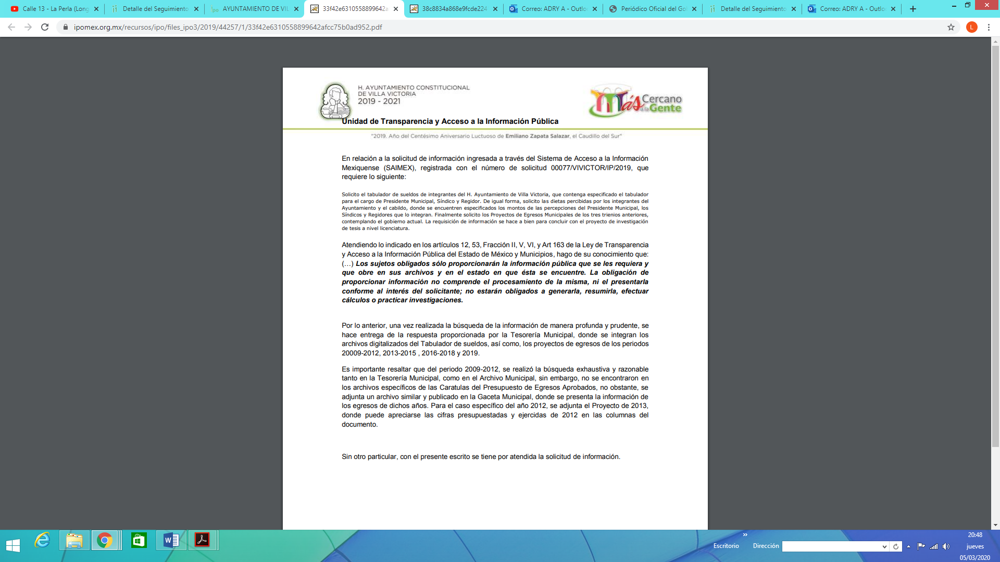 Calle 13 - La Perla (Long
Detalle del Seguimiento
AYUNTAMIENTO DE VIL
33f42e6310558899642a
38c8834a868e9fcde224
Correo: ADRY A - Outlo
Periódico Oficial del Go
Detalle del Seguimiento
Correo: ADRY A - Outlo
ipomex.org.mx/recursos/ipo/files_ipo3/2019/44257/1/33f42e6310558899642afcc75b0ad952.pdf
L
H. AYUNTAMIENTO CONSTITUCIONAL
DE VILLA VICTORIA
2019 - 2021
Más Cercano
a la Gente
Unidad de Transparencia y Acceso a la Información Pública
"2019. Año del Centésimo Aniversario Luctuoso de Emiliano Zapata Salazar, el Caudillo del Sur"
En relación a la solicitud de información ingresada a través del Sistema de Acceso a la Información
Mexiquense (SAIMEX), registrada con el número de solicitud 00077/VIVICTOR/IP/2019, que
requiere lo siguiente:
Solicito el tabulador de sueldos de integrantes del H. Ayuntamiento de Villa Victoria, que contenga especificado el tabulador
para el cargo de Presidente Municipal, Síndico y Regidor. De igual forma, solicito las dietas percibidas por los integrantes del
Ayuntamiento y el cabildo, donde se encuentren especificados los montos de las percepciones del Presidente Municipal, los
Síndicos y Regidores que lo integran. Finalmente solicito los Proyectos de Egresos Municipales de los tres trienios anteriores,
contemplando el gobierno actual. La requisición de información se hace a bien para concluir con el proyecto de investigación
de tesis a nivel licenciatura.
Atendiendo lo indicado en los artículos 12, 53, Fracción II, V, VI, y Art 163 de la Ley de Transparencia
y Acceso a la Información Pública del Estado de México y Municipios, hago de su conocimiento que:
(…) Los sujetos obligados sólo proporcionarán la información pública que se les requiera y
que obre en sus archivos y en el estado en que ésta se encuentre. La obligación de
proporcionar información no comprende el procesamiento de la misma, ni el presentarla
conforme al interés del solicitante; no estarán obligados a generarla, resumirla, efectuar
cálculos o practicar investigaciones.
Por lo anterior, una vez realizada la búsqueda de la información de manera profunda y prudente, se
hace entrega de la respuesta proporcionada por la Tesorería Municipal, donde se integran los
archivos digitalizados del Tabulador de sueldos, así como, los proyectos de egresos de los periodos
20009-2012, 2013-2015 , 2016-2018 y 2019.
Es importante resaltar que del periodo 2009-2012, se realizó la búsqueda exhaustiva y razonable
tanto en la Tesorería Municipal, como en el Archivo Municipal, sin embargo, no se encontraron en
los archivos específicos de las Caratulas del Presupuesto de Egresos Aprobados, no obstante, se
adjunta un archivo similar y publicado en la Gaceta Municipal, donde se presenta la información de
los egresos de dichos años. Para el caso específico del año 2012, se adjunta el Proyecto de 2013,
donde puede apreciarse las cifras presupuestadas y ejercidas de 2012 en las columnas del
documento.
Sin otro particular, con el presente escrito se tiene por atendida la solicitud de información.
Escritorio
Dirección
20:48
jueves
05/03/2020